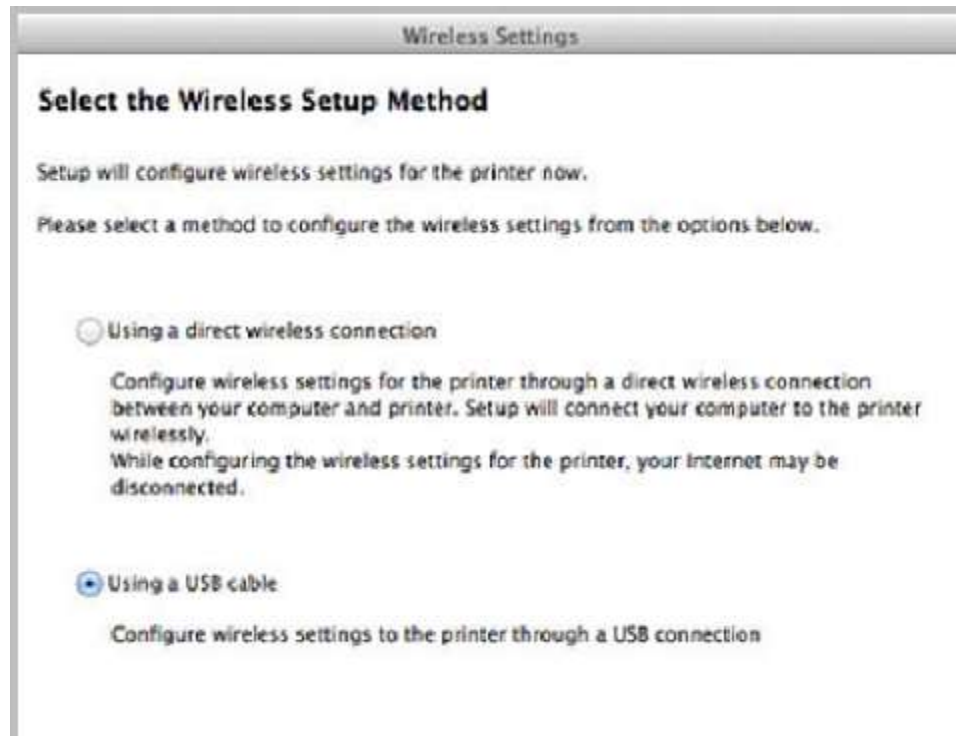 Wireless Settings
Select the Wireless Setup Method
Setup will configure wireless settings for the printer now.
Please select a method to configure the wireless settings from the options below.
Using a direct wireless connection
Configure wireless settings for the printer through a direct wireless connection
between your computer and printer. Setup will connect your computer to the printer
wirelessly.
While configuring the wireless settings for the printer, your Internet may be
disconnected.
Using a USB cable
Configure wireless settings to the printer through a USB connection